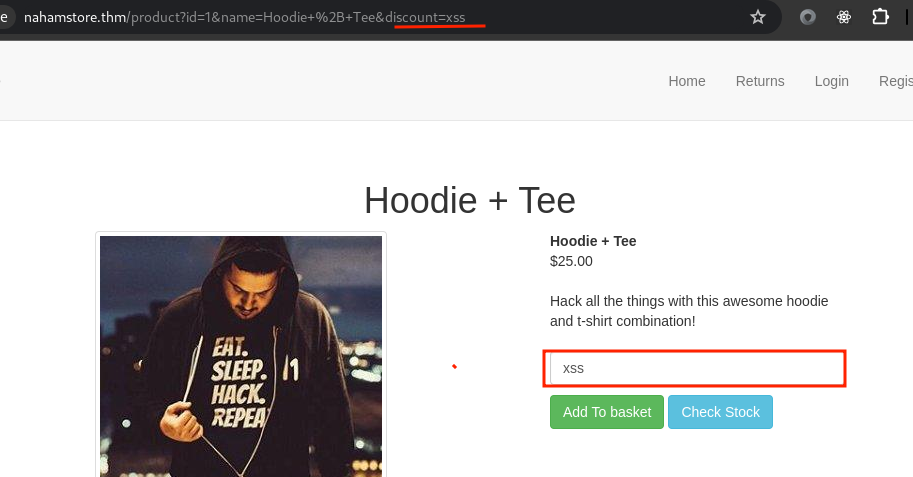 e nahamstore.thm/product?id=1&name=Hoodie+%2B+Tee&discount=xss
Home Returns Login Regis
Hoodie + Tee
Hoodie + Tee
$25.00
Hack all the things with this awesome hoodie
and t-shirt combination!
EAT.
SLEEP.
HACK.
REPEAT
xss
Add To basket Check Stock